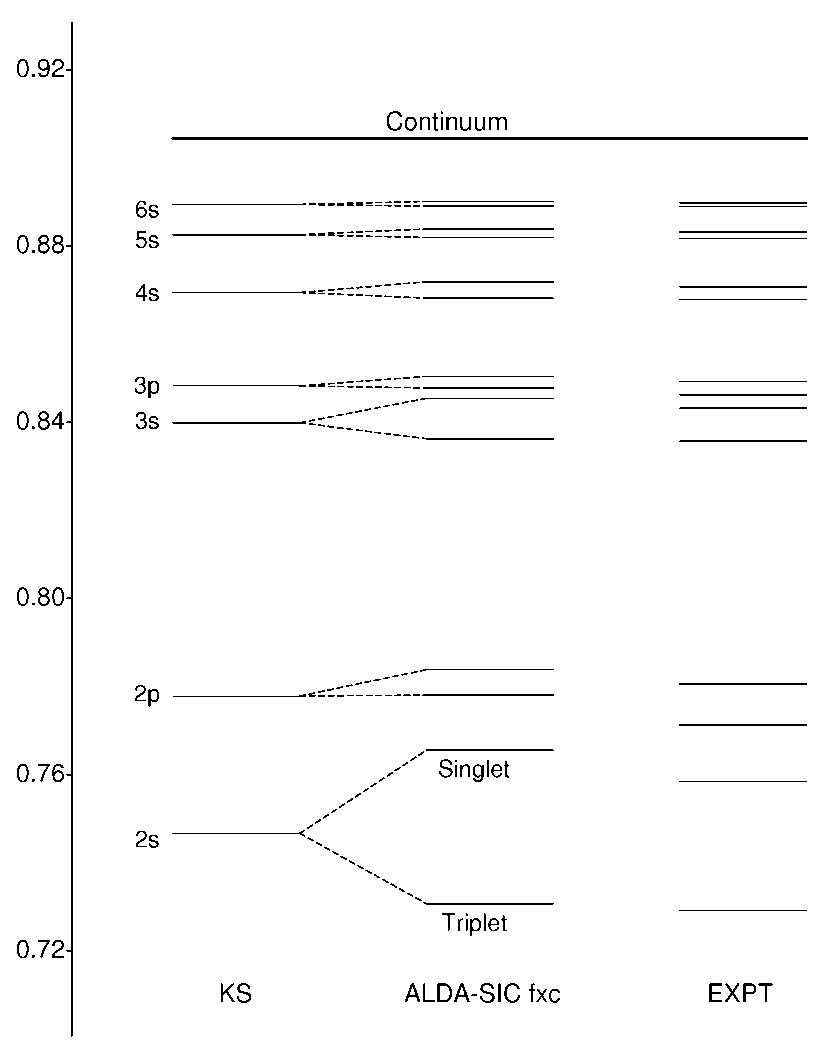 0.92
Continuum
6s
5s
0.88
4s
3p
3s
0.84
0.80
2p
Singlet
0.76
2s
Triplet
0.72
KS ALDA-SIC fxc EXPT